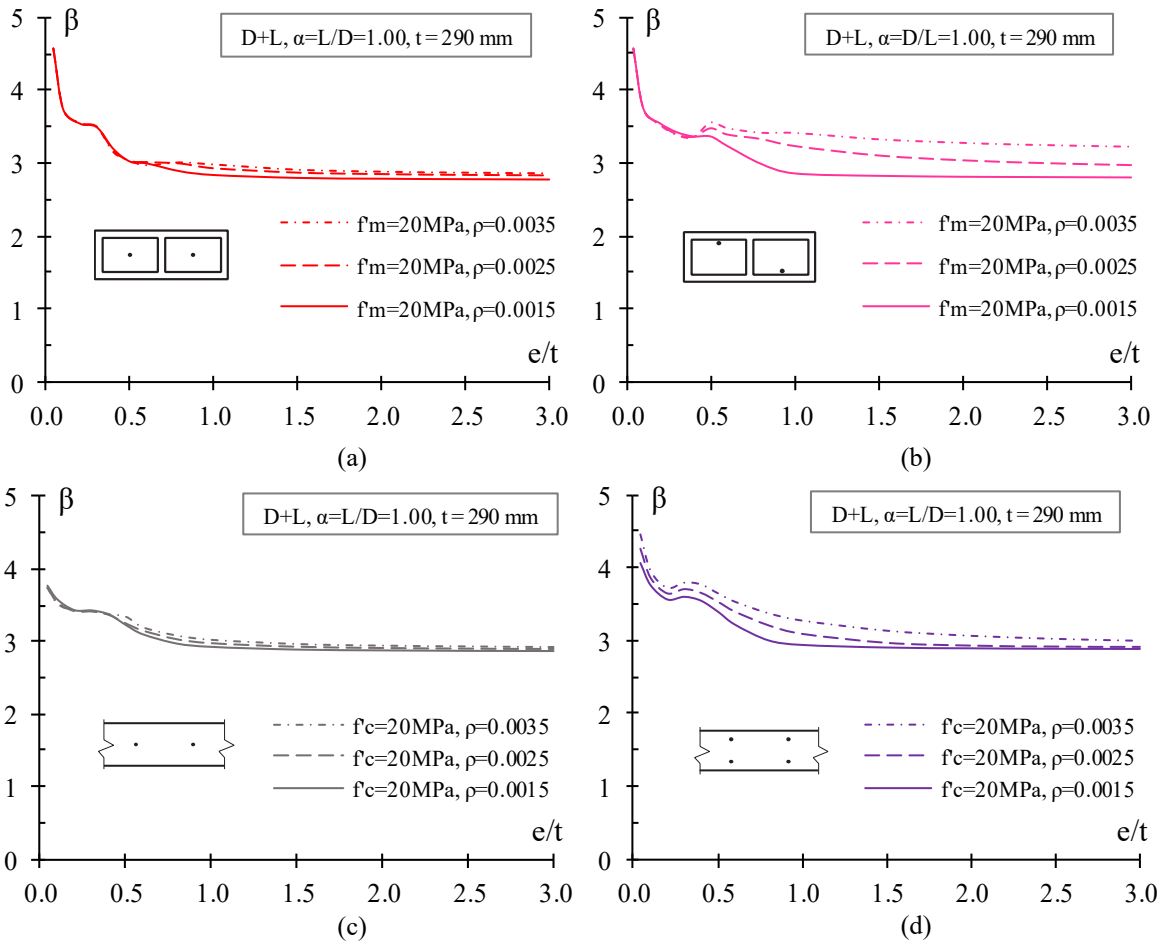 β
D+L, α=L/D=1.00, t = 290 mm
5
4
3
2
1
0
f'm=20MPa, ρ=0.0035
f'm=20MPa, ρ=0.0025
f'm=20MPa, ρ=0.0015
e/t
0.0 0.5 1.0 1.5 2.0 2.5 3.0
(a)
β
D+L, α=D/L=1.00, t = 290 mm
5
4
3
2
1
0
f'm=20MPa, ρ=0.0035
f'm=20MPa, ρ=0.0025
f'm=20MPa, ρ=0.0015
e/t
0.0 0.5 1.0 1.5 2.0 2.5 3.0
(b)
β
D+L, α=L/D=1.00, t = 290 mm
5
4
3
2
1
0
f'c=20MPa, ρ=0.0035
f'c=20MPa, ρ=0.0025
f'c=20MPa, ρ=0.0015
e/t
0.0 0.5 1.0 1.5 2.0 2.5 3.0
(c)
β
D+L, α=L/D=1.00, t = 290 mm
5
4
3
2
1
0
f'c=20MPa, ρ=0.0035
f'c=20MPa, ρ=0.0025
f'c=20MPa, ρ=0.0015
e/t
0.0 0.5 1.0 1.5 2.0 2.5 3.0
(d)